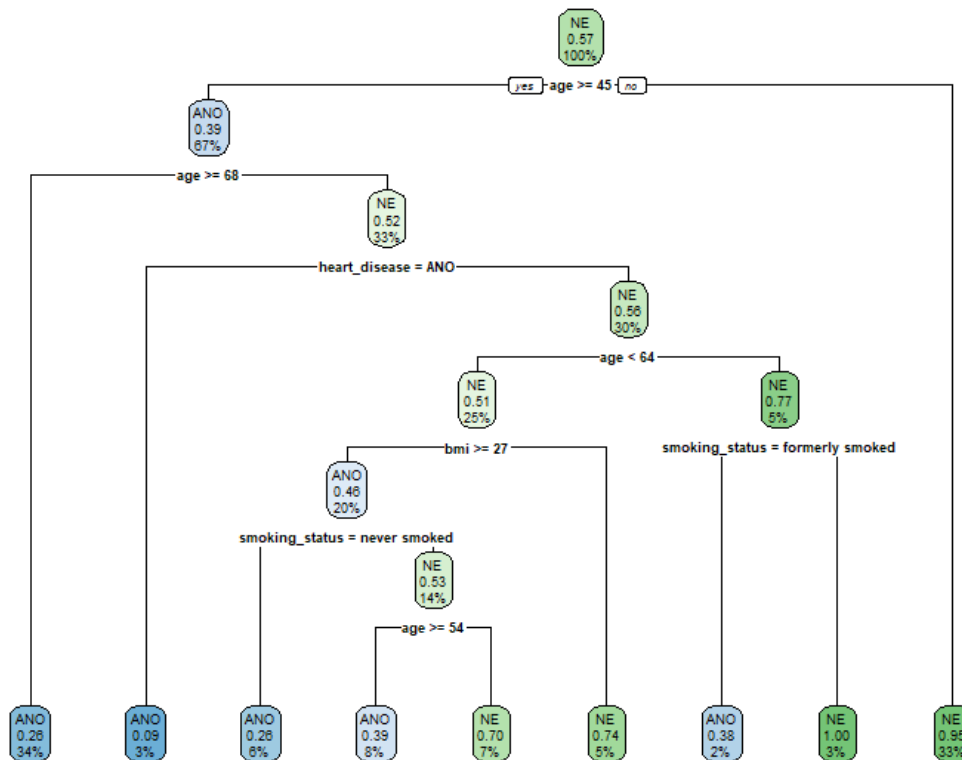 NE
0.57
100%
yes age >= 45 no
ANO
0.39
67%
age >= 68
NE
0.52
33%
heart_disease = ANO
NE
0.56
30%
age < 64
NE
0.51
25%
NE
0.77
5%
bmi >= 27
smoking_status = formerly smoked
ANO
0.46
20%
smoking_status = never smoked
NE
0.53
14%
age >= 54
ANO
0.26
34%
ANO
0.09
3%
ANO
0.26
6%
ANO
0.39
8%
NE
0.70
7%
NE
0.74
5%
ANO
0.38
2%
NE
1.00
3%
NE
0.95
33%